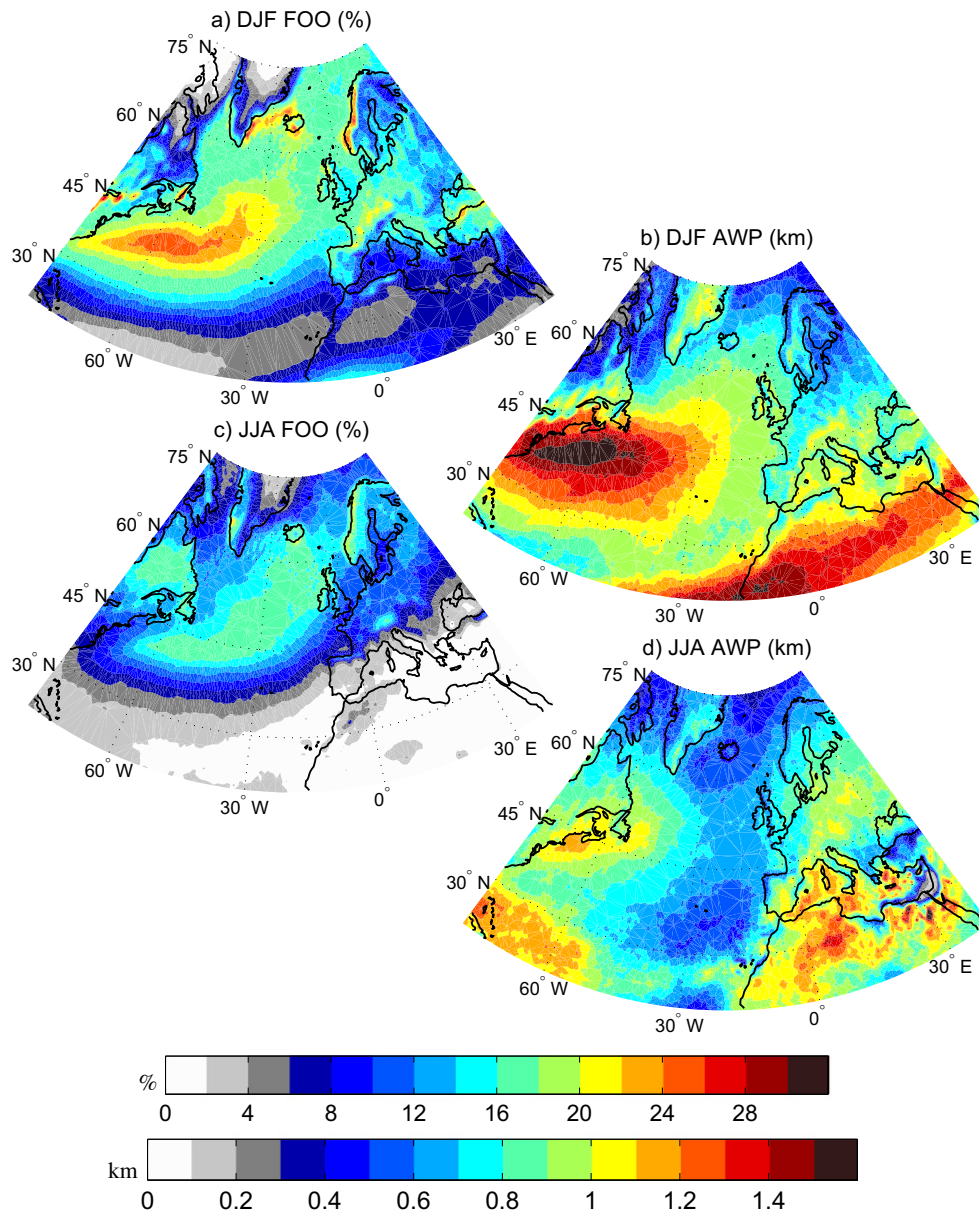 a) DJF FOO (%)
75° N
60° N
45° N
30° N
60° W
30° W
0°
30° E
b) DJF AWP (km)
75° N
60° N
45° N
30° N
60° W
30° W
0°
30° E
c) JJA FOO (%)
75° N
60° N
45° N
30° N
60° W
30° W
0°
30° E
d) JJA AWP (km)
75° N
60° N
45° N
30° N
60° W
30° W
0°
30° E
%
0 4 8 12 16 20 24 28
km
0 0.2 0.4 0.6 0.8 1 1.2 1.4